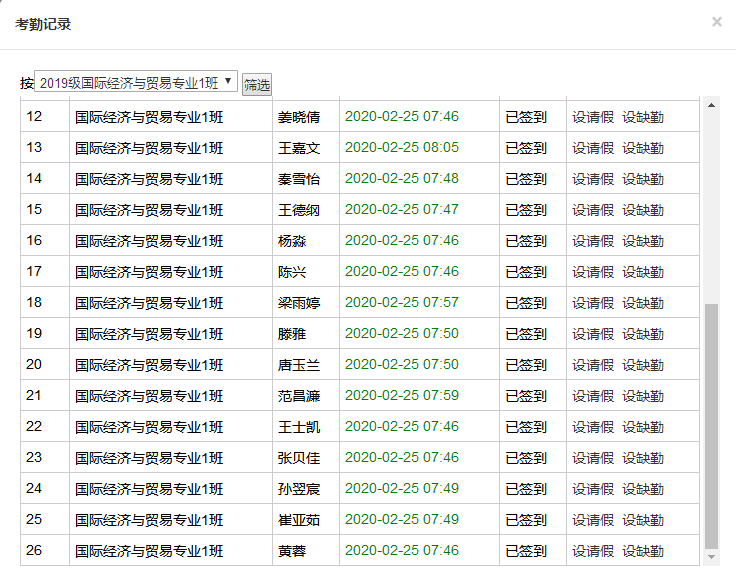 考勤记录 ×
按 2019级国际经济与贸易专业1班 筛选
12 国际经济与贸易专业1班 姜晓倩 2020-02-25 07:46 已签到 设请假 设缺勤
13 国际经济与贸易专业1班 王嘉文 2020-02-25 08:05 已签到 设请假 设缺勤
14 国际经济与贸易专业1班 秦雪怡 2020-02-25 07:48 已签到 设请假 设缺勤
15 国际经济与贸易专业1班 王德纲 2020-02-25 07:47 已签到 设请假 设缺勤
16 国际经济与贸易专业1班 杨淼 2020-02-25 07:46 已签到 设请假 设缺勤
17 国际经济与贸易专业1班 陈兴 2020-02-25 07:46 已签到 设请假 设缺勤
18 国际经济与贸易专业1班 梁雨婷 2020-02-25 07:57 已签到 设请假 设缺勤
19 国际经济与贸易专业1班 滕雅 2020-02-25 07:50 已签到 设请假 设缺勤
20 国际经济与贸易专业1班 唐玉兰 2020-02-25 07:50 已签到 设请假 设缺勤
21 国际经济与贸易专业1班 范昌濂 2020-02-25 07:59 已签到 设请假 设缺勤
22 国际经济与贸易专业1班 王士凯 2020-02-25 07:46 已签到 设请假 设缺勤
23 国际经济与贸易专业1班 张贝佳 2020-02-25 07:46 已签到 设请假 设缺勤
24 国际经济与贸易专业1班 孙翌宸 2020-02-25 07:49 已签到 设请假 设缺勤
25 国际经济与贸易专业1班 崔亚茹 2020-02-25 07:49 已签到 设请假 设缺勤
26 国际经济与贸易专业1班 黄蓉 2020-02-25 07:46 已签到 设请假 设缺勤